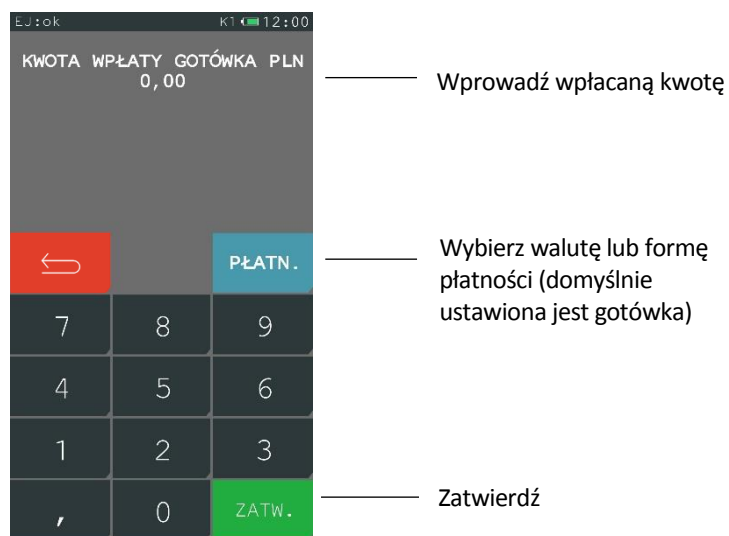 EJ:ok K1 12:00
KWOTA WPŁATY GOTÓWKA PLN
0,00
Wprowadź wpłacaną kwotę
PŁATN.
Wybierz walutę lub formę
płatności (domyślnie
ustawiona jest gotówka)
7 8 9
4 5 6
1 2 3
, 0 ZATW.
Zatwierdź